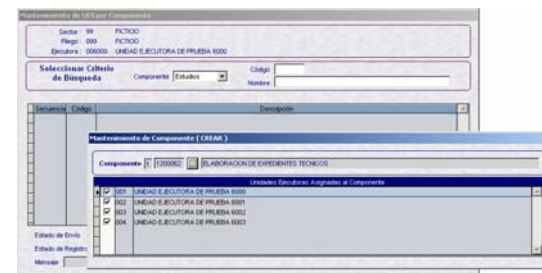 Mantenimiento de UES por Componente
Sector: 99 FICTICIO
Pliego: 099 FICTICIO
Ejecutora: 006000 UNIDAD EJECUTORA DE PRUEBA 6000
Seleccionar Criterio de Búsqueda
Componente Estudios
Código
Nombre
Secuencia Código Descripción
Mantenimiento de Componente ( CREAR )
Componente 1200062 ELABORACION DE EXPEDIENTES TECNICOS
Unidades Ejecutoras Asignadas al Componente
001 UNIDAD EJECUTORA DE PRUEBA 6000
002 UNIDAD EJECUTORA DE PRUEBA 6001
003 UNIDAD EJECUTORA DE PRUEBA 6002
004 UNIDAD EJECUTORA DE PRUEBA 6003
Estado de Envío
Estado de Registro
Mensaje